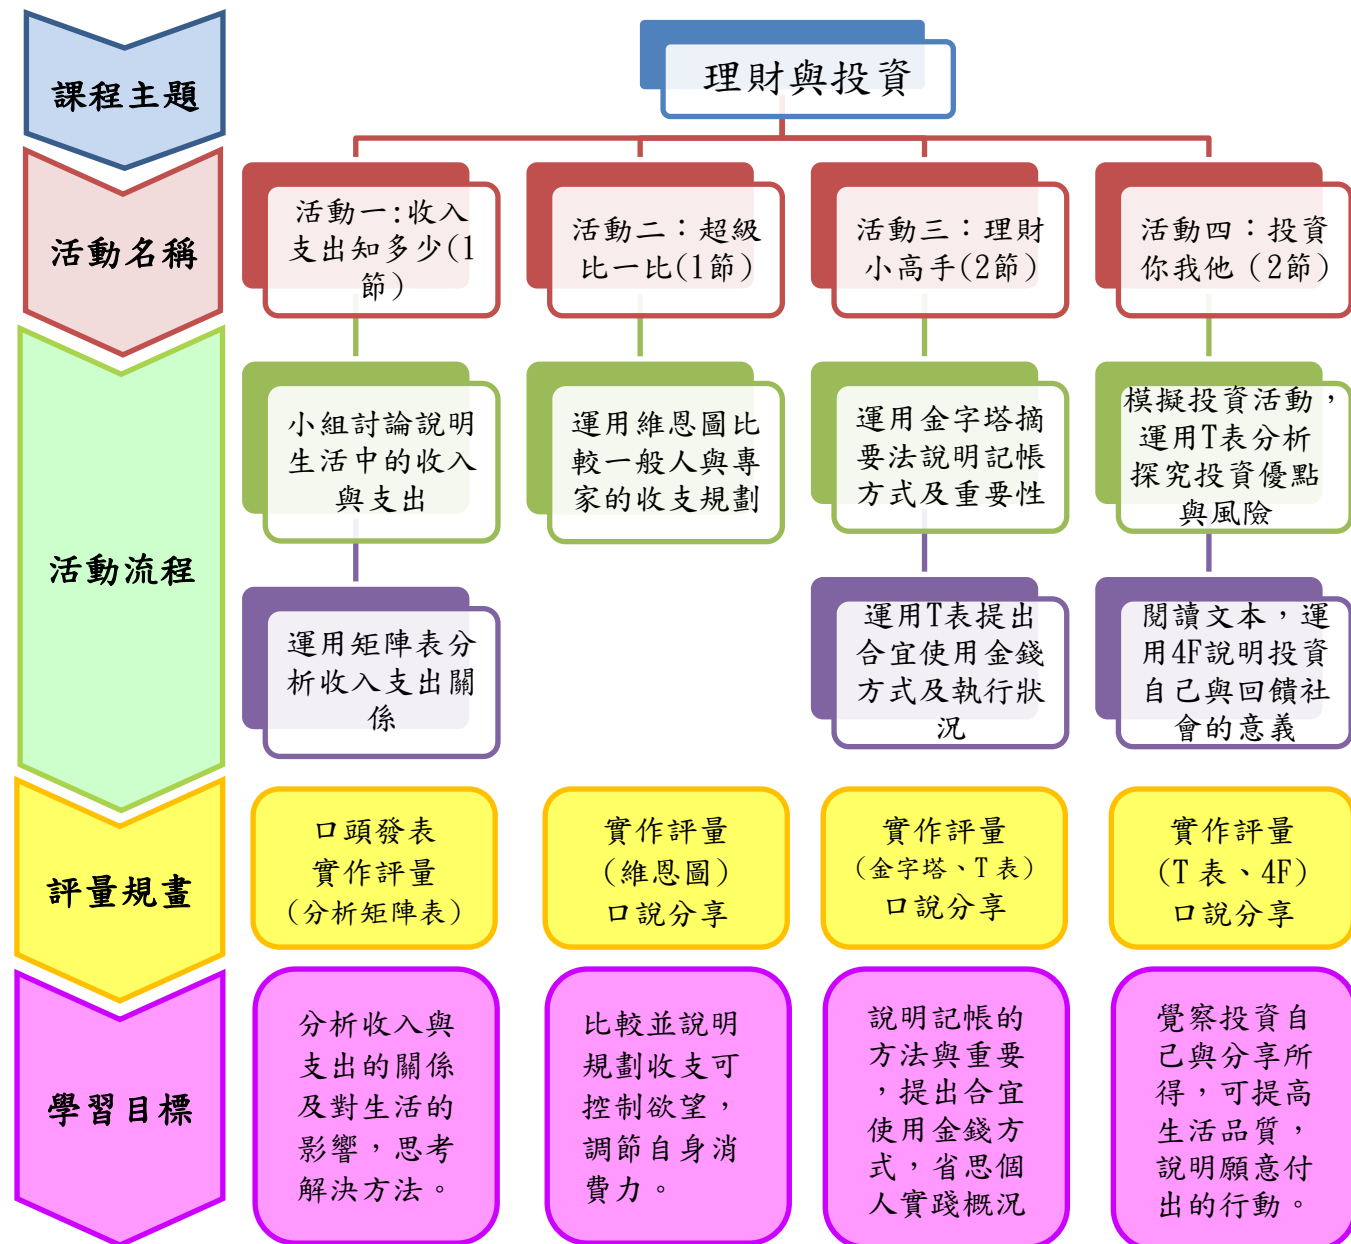 課程主題
理財與投資
活動名稱
活動一:收入
支出知多少(1
節)
活動二：超級
比一比(1節)
活動三：理財
小高手(2節)
活動四：投資
你我他（2節）
活動流程
小組討論說明
生活中的收入
與支出
運用維恩圖比
較一般人與專
家的收支規劃
運用金字塔摘
要法說明記帳
方式及重要性
模擬投資活動，
運用T表分析
探究投資優點
與風險
運用矩陣表分
析收入支出關
係
運用T表提出
合宜使用金錢
方式及執行狀
況
閱讀文本，運
用4F說明投資
自己與回饋社
會的意義
評量規畫
口頭發表
實作評量
(分析矩陣表)
實作評量
(維恩圖)
口說分享
實作評量
(金字塔、T表)
口說分享
實作評量
(T表、4F)
口說分享
學習目標
分析收入與
支出的關係
及對生活的
影響，思考
解決方法。
比較並說明
規劃收支可
控制欲望，
調節自身消
費力。
說明記帳的
方法與重要
，提出合宜
使用金錢方
式，省思個
人實踐概況
覺察投資自
己與分享所
得，可提高
生活品質，
說明願意付
出的行動。